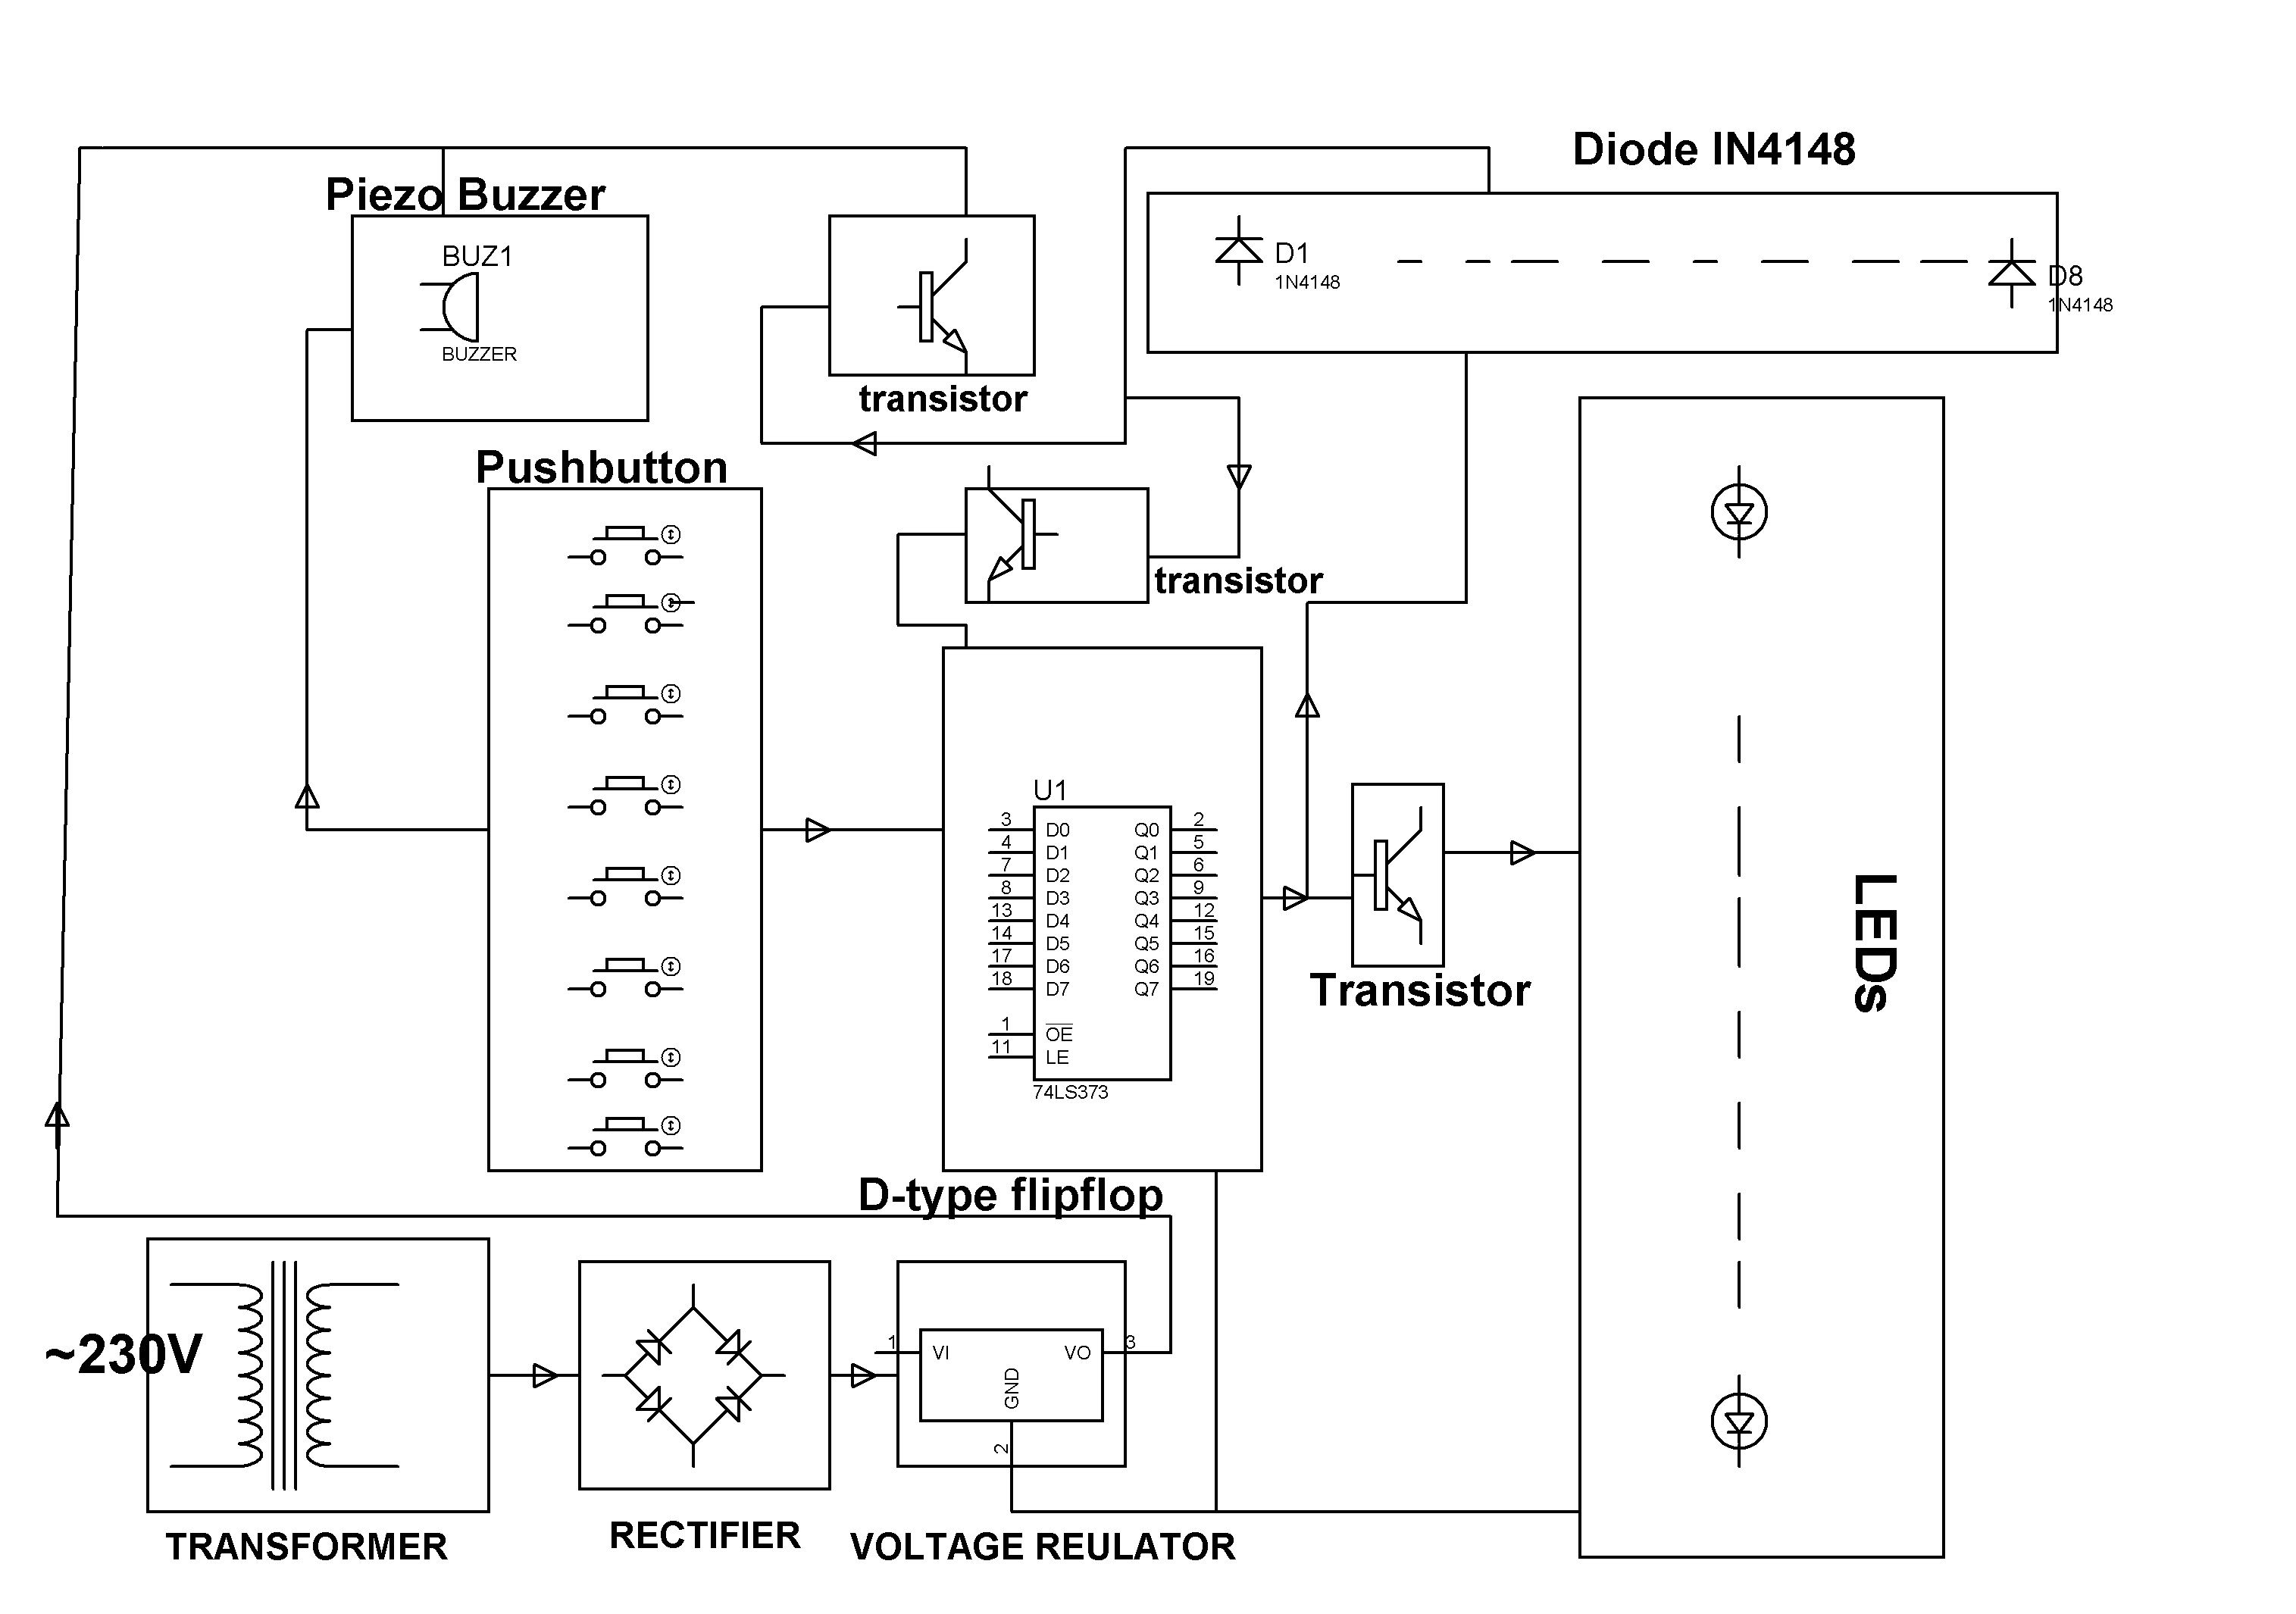 Diode IN4148
Piezo Buzzer
BUZ1
BUZZER
D1
1N4148
D8
1N4148
transistor
Pushbutton
transistor
U1
3 D0 Q0 2
4 D1 Q1 5
7 D2 Q2 6
8 D3 Q3 9
13 D4 Q4 12
14 D5 Q5 15
17 D6 Q6 16
18 D7 Q7 19
1 OE
11 LE
74LS373
Transistor
LEDs
D-type flipflop
~230V
1 VI VO 3
GND
2
TRANSFORMER
RECTIFIER
VOLTAGE REULATOR